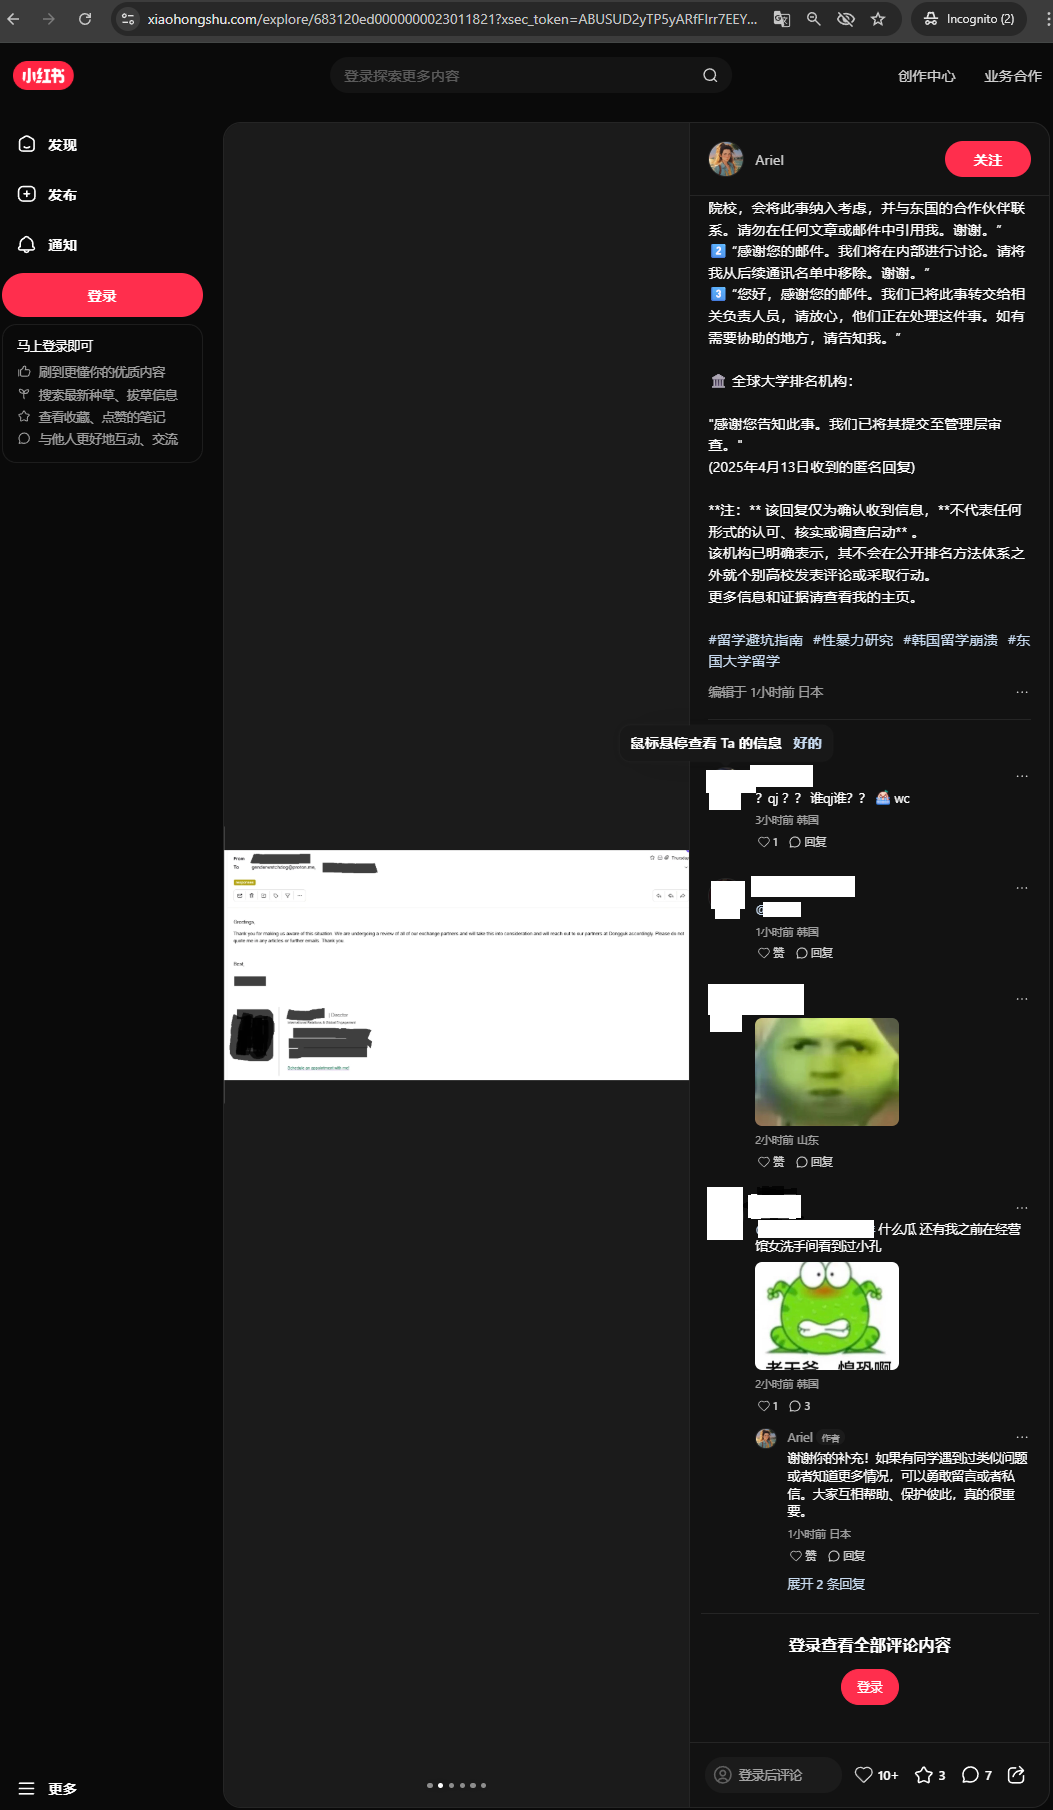 xiaohongshu.com/explore/683120ed0000000023011821?xsec_token=ABUSUD2yTP5yARfFIrr7EEY...
Incognito (2)
小红书
登录探索更多内容
创作中心
业务合作
发现
发布
通知
登录
马上登录即可
刷到更懂你的优质内容
搜索最新种草、拔草信息
查看收藏、点赞的笔记
与他人更好地互动、交流
更多
From
To genderwatchdog@proton.me,
Thursday
Greetings,
Thank you for making us aware of this situation. We are undergoing a review of all of our exchange partners and will take this into consideration and will reach out to our partners at Dongguk accordingly. Please do not
quote me in any articles or further emails. Thank you.
Best,
| Director
International Relations & Global Engagement
Schedule an appointment with me!
Ariel
关注
院校，会将此事纳入考虑，并与东国的合作伙伴联
系。请勿在任何文章或邮件中引用我。谢谢。”
2 “感谢您的邮件。我们将在内部进行讨论。请将
我从后续通讯名单中移除。谢谢。”
3 “您好，感谢您的邮件。我们已将此事转交给相
关负责人员，请放心，他们正在处理这件事。如有
需要协助的地方，请告知我。”
🏛️ 全球大学排名机构：
"感谢您告知此事。我们已将其提交至管理层审
查。"
(2025年4月13日收到的匿名回复)
**注：** 该回复仅为确认收到信息，**不代表任何
形式的认可、核实或调查启动** 。
该机构已明确表示，其不会在公开排名方法体系之
外就个别高校发表评论或采取行动。
更多信息和证据请查看我的主页。
#留学避坑指南 #性暴力研究 #韩国留学崩溃 #东
国大学留学
编辑于 1小时前 日本
鼠标悬停查看 Ta 的信息 好的
？qj？？ 谁qj谁？？ wc
3小时前 韩国
1 回复
@
1小时前 韩国
赞 回复
2小时前 山东
赞 回复
什么瓜 还有我之前在经营
馆女洗手间看到过小孔
老天爷 惶恐啊
2小时前 韩国
1 3
Ariel 作者
谢谢你的补充！如果有同学遇到过类似问题
或者知道更多情况，可以勇敢留言或者私
信。大家互相帮助、保护彼此，真的很重
要。
1小时前 日本
赞 回复
展开 2 条回复
登录查看全部评论内容
登录
登录后评论
10+ 3 7